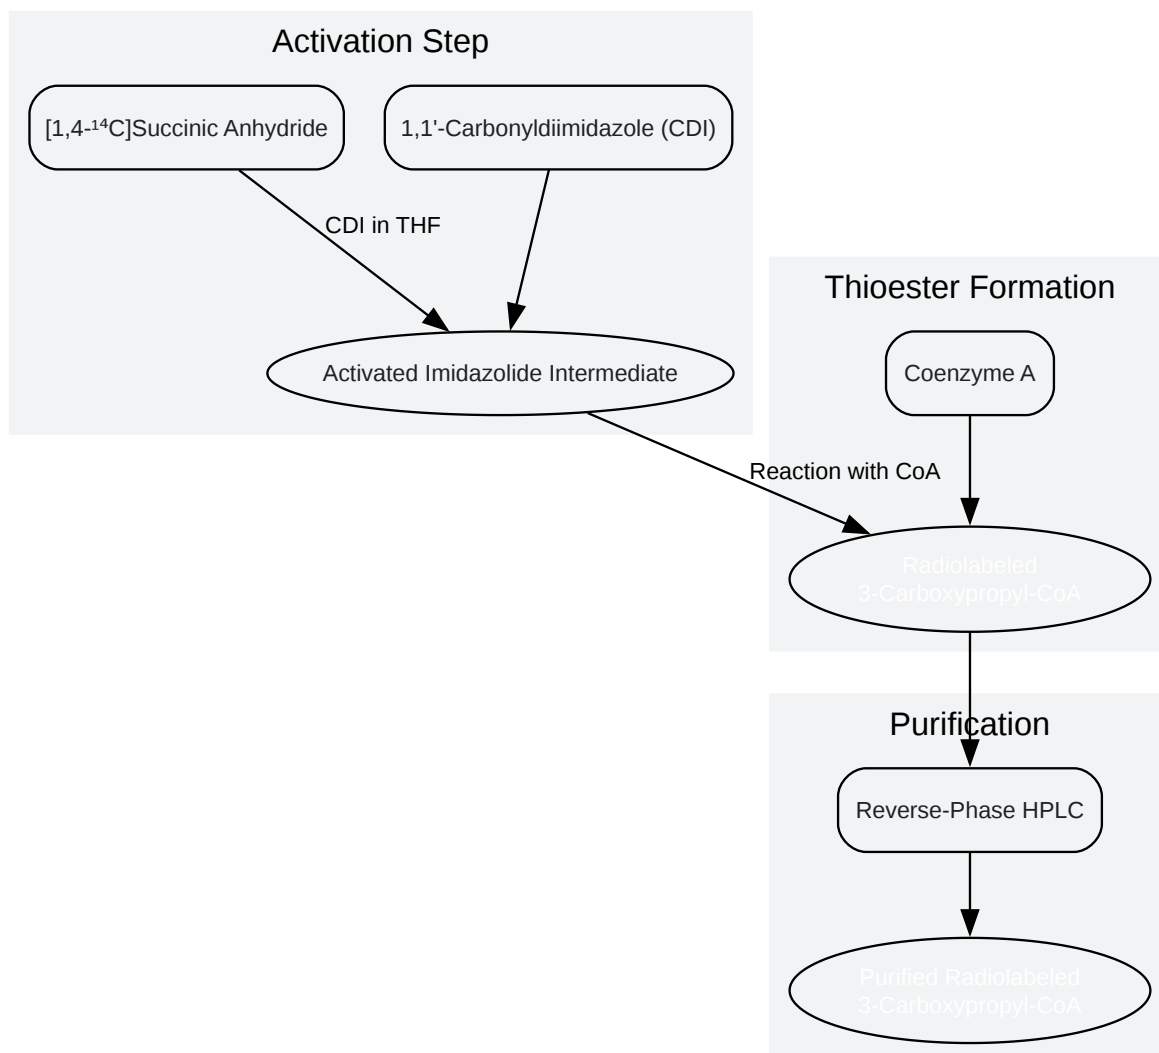 Activation Step
[1,4-¹⁴C]Succinic Anhydride
1,1'-Carbonyldiimidazole (CDI)
CDI in THF
Activated Imidazolide Intermediate
Thioester Formation
Coenzyme A
Reaction with CoA
Radiolabeled
3-Carboxypropyl-CoA
Purification
Reverse-Phase HPLC
Purified Radiolabeled
3-Carboxypropyl-CoA